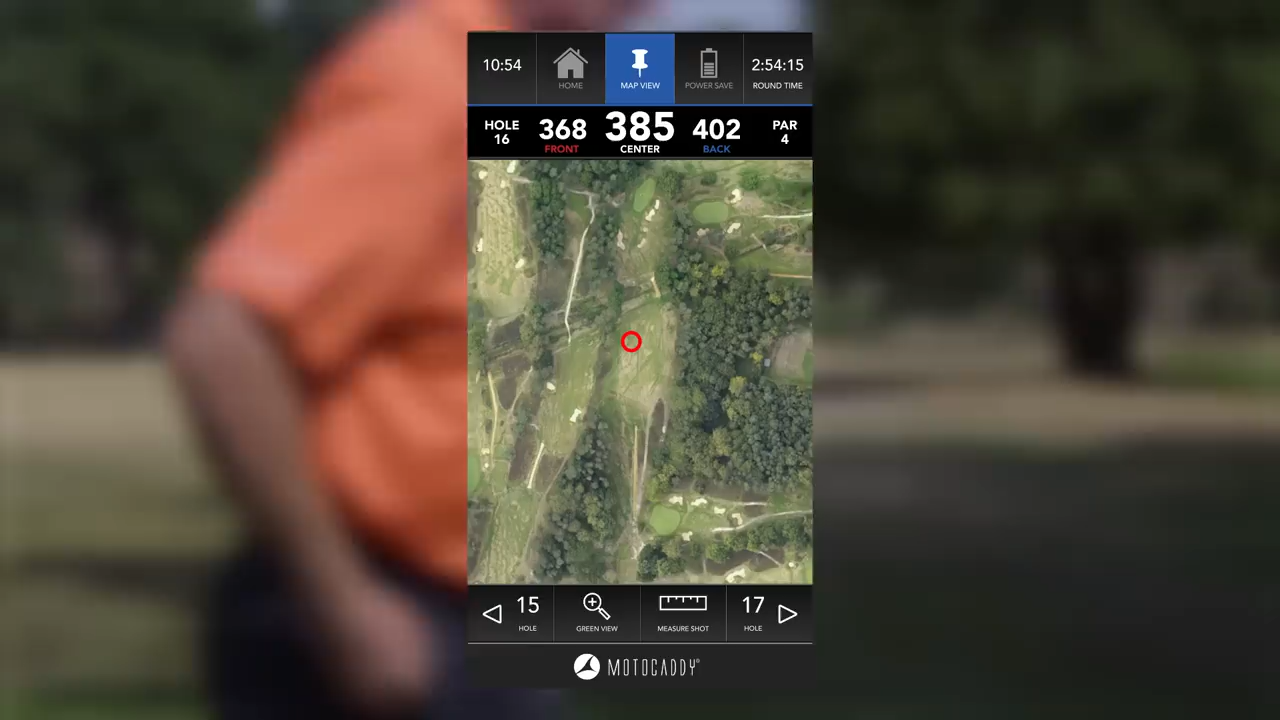 10:54
HOME
MAP VIEW
POWER SAVE
2:54:15
ROUND TIME
HOLE
16
368
FRONT
385
CENTER
402
BACK
PAR
4
15
HOLE
GREEN VIEW
MEASURE SHOT
17
HOLE
MOTOCADDY®